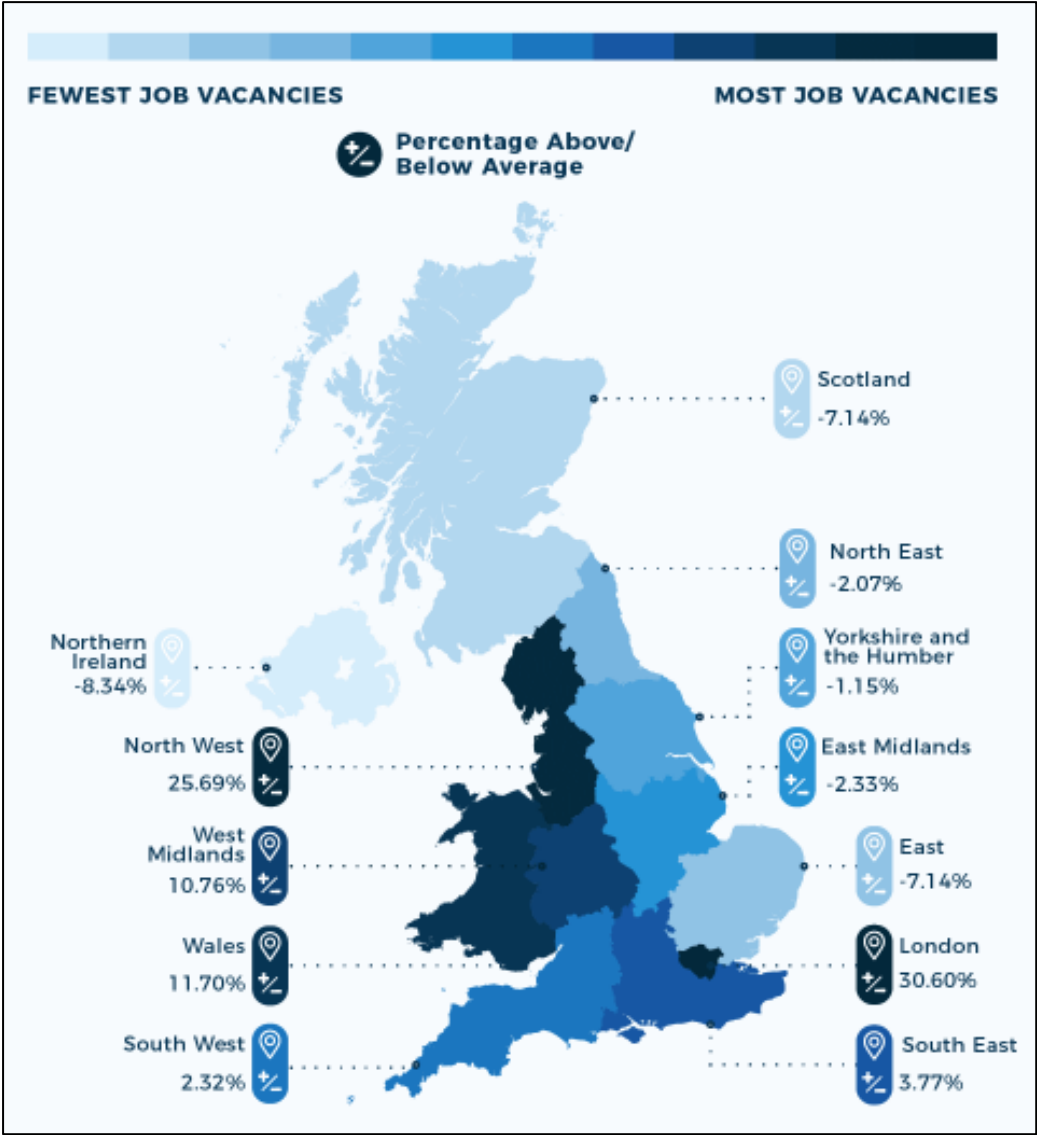 FEWEST JOB VACANCIES
MOST JOB VACANCIES
Percentage Above/
Below Average
Scotland
-7.14%
North East
-2.07%
Northern
Ireland
-8.34%
Yorkshire and
the Humber
-1.15%
North West
25.69%
East Midlands
-2.33%
West
Midlands
10.76%
East
-7.14%
Wales
11.70%
London
30.60%
South West
2.32%
South East
3.77%